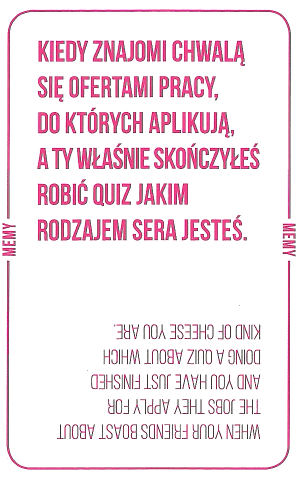 KIEDY ZNAJOMI CHWALĄ
SIĘ OFERTAMI PRACY,
DO KTÓRYCH APLIKUJĄ,
A TY WŁAŚNIE SKOŃCZYŁEŚ
ROBIĆ QUIZ JAKIM
RODZAJEM SERA JESTEŚ.
MEMY
MEMY
WHEN YOUR FRIENDS BOAST ABOUT
THE JOBS THEY APPLY FOR
AND YOU HAVE JUST FINISHED
DOING A QUIZ ABOUT WHICH
KIND OF CHEESE YOU ARE.